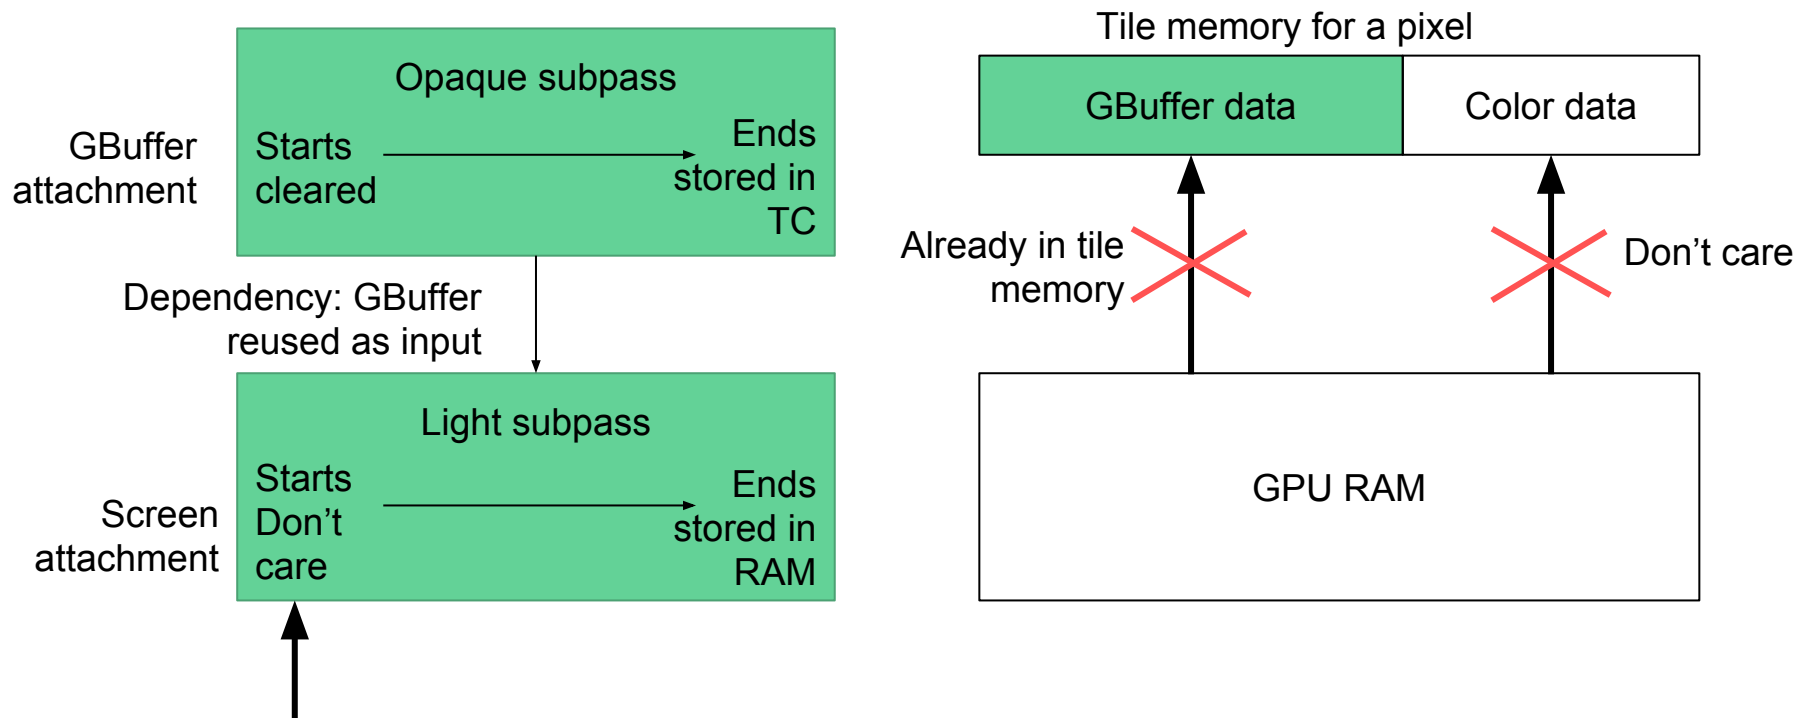 Opaque subpass
GBuffer
attachment
Starts
cleared
Ends
stored in
TC
Dependency: GBuffer
reused as input
Light subpass
Screen
attachment
Starts
Don’t
care
Ends
stored in
RAM
Tile memory for a pixel
GBuffer data
Color data
Already in tile
memory
Don’t care
GPU RAM